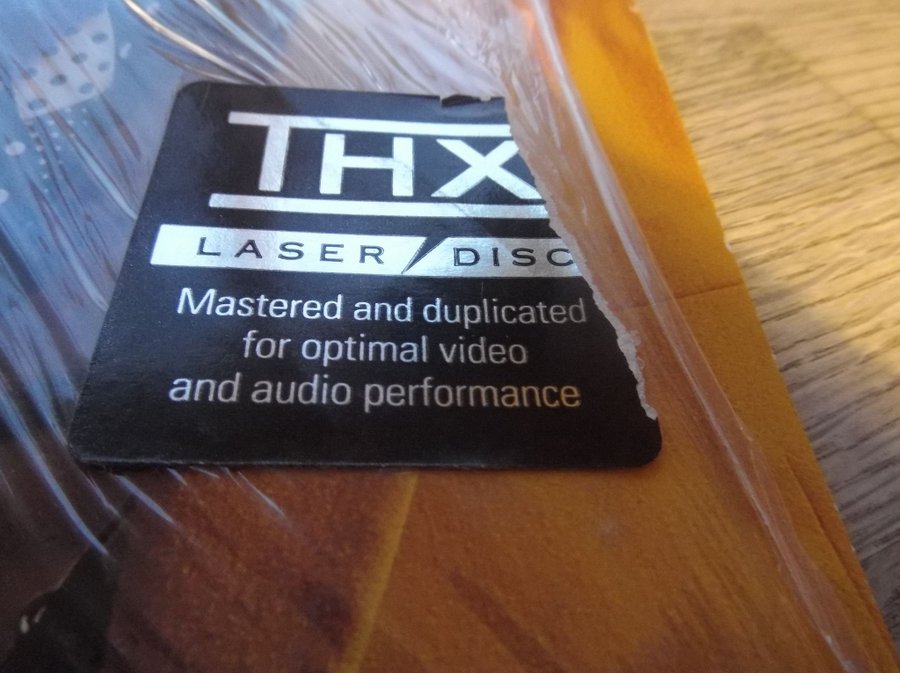 THX
LASER DISC
Mastered and duplicated
for optimal video
and audio performance